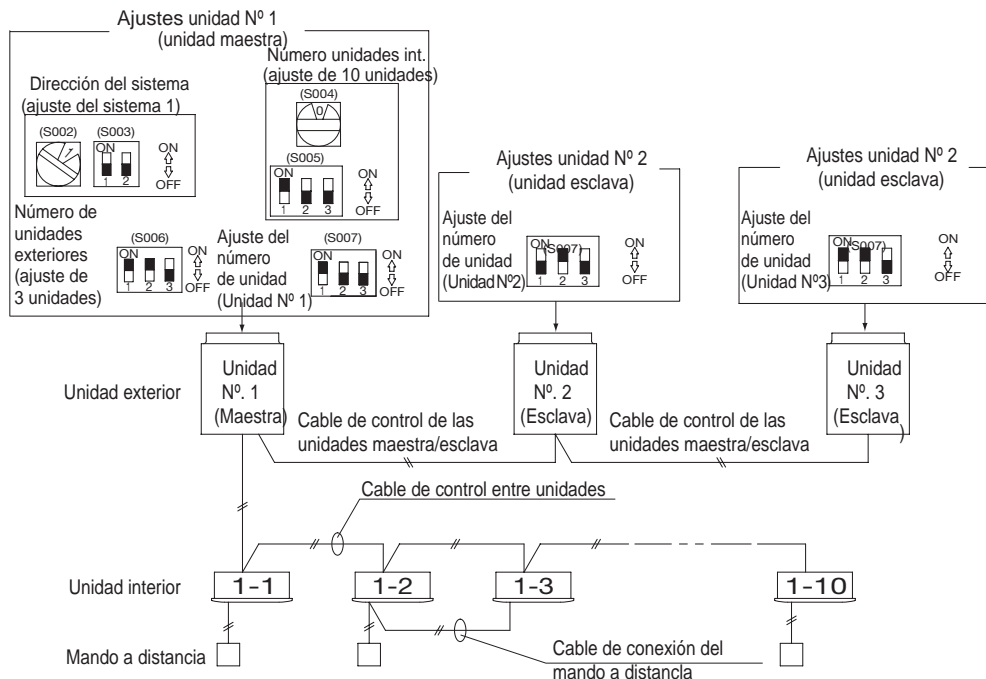 Ajustes unidad Nº 1
(unidad maestra)
Número unidades int.
(ajuste de 10 unidades)
(S004)
0
Dirección del sistema
(ajuste del sistema 1)
(S002)
1
(S003)
ON
1 2
ON
OFF
(S005)
ON
1 2 3
ON
OFF
Número de
unidades
exteriores
(ajuste de
3 unidades)
(S006)
ON
1 2 3
ON
OFF
Ajuste del
número
de unidad
(Unidad Nº 1)
(S007)
ON
1 2 3
ON
OFF
Ajustes unidad Nº 2
(unidad esclava)
Ajuste del
número
de unidad
(Unidad Nº2)
(S007)
ON
1 2 3
ON
OFF
Ajustes unidad Nº 2
(unidad esclava)
Ajuste del
número
de unidad
(Unidad Nº3)
(S007)
ON
1 2 3
ON
OFF
Unidad exterior
Unidad
Nº. 1
(Maestra)
Unidad
Nº. 2
(Esclava)
Unidad
Nº. 3
(Esclava
)
Cable de control de las
unidades maestra/esclava
Cable de control de las
unidades maestra/esclava
Cable de control entre unidades
Unidad interior
1-1
1-2
1-3
1-10
Mando a distancia
Cable de conexión del
mando a distancla